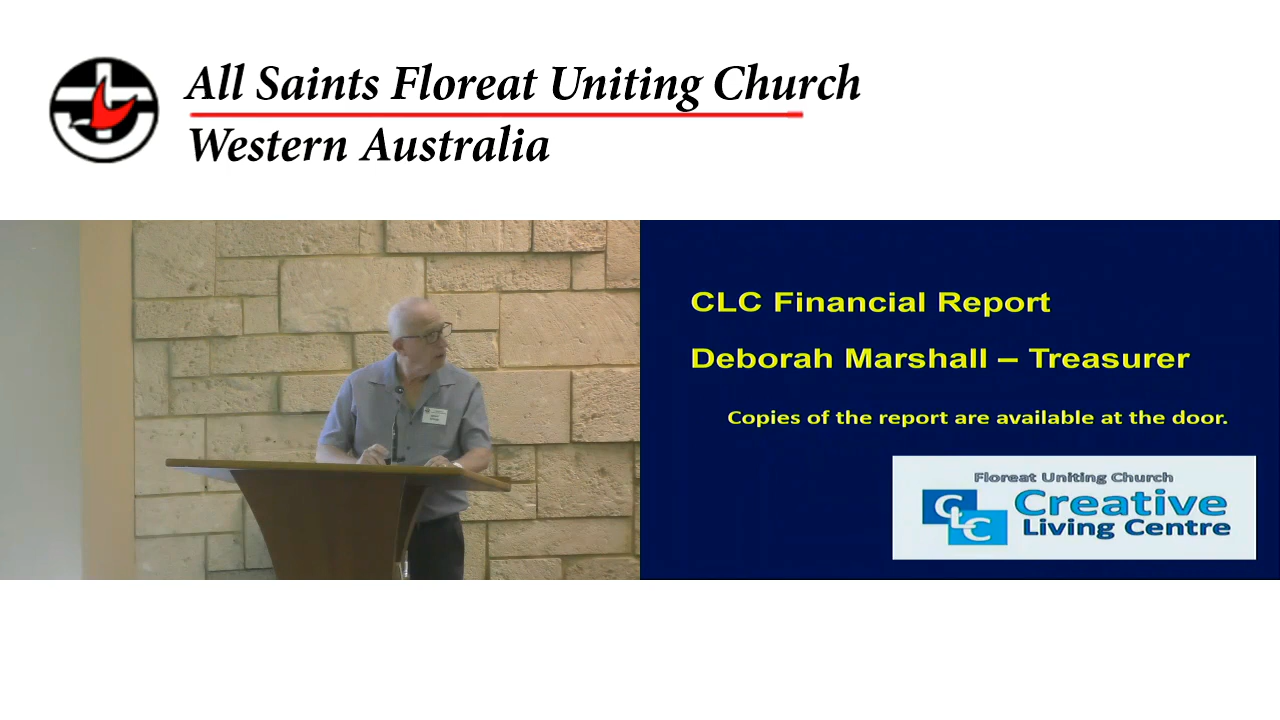 All Saints Floreat Uniting Church
Western Australia
CLC Financial Report
Deborah Marshall – Treasurer
Copies of the report are available at the door.
Floreat Uniting Church
CLC
Creative
Living Centre